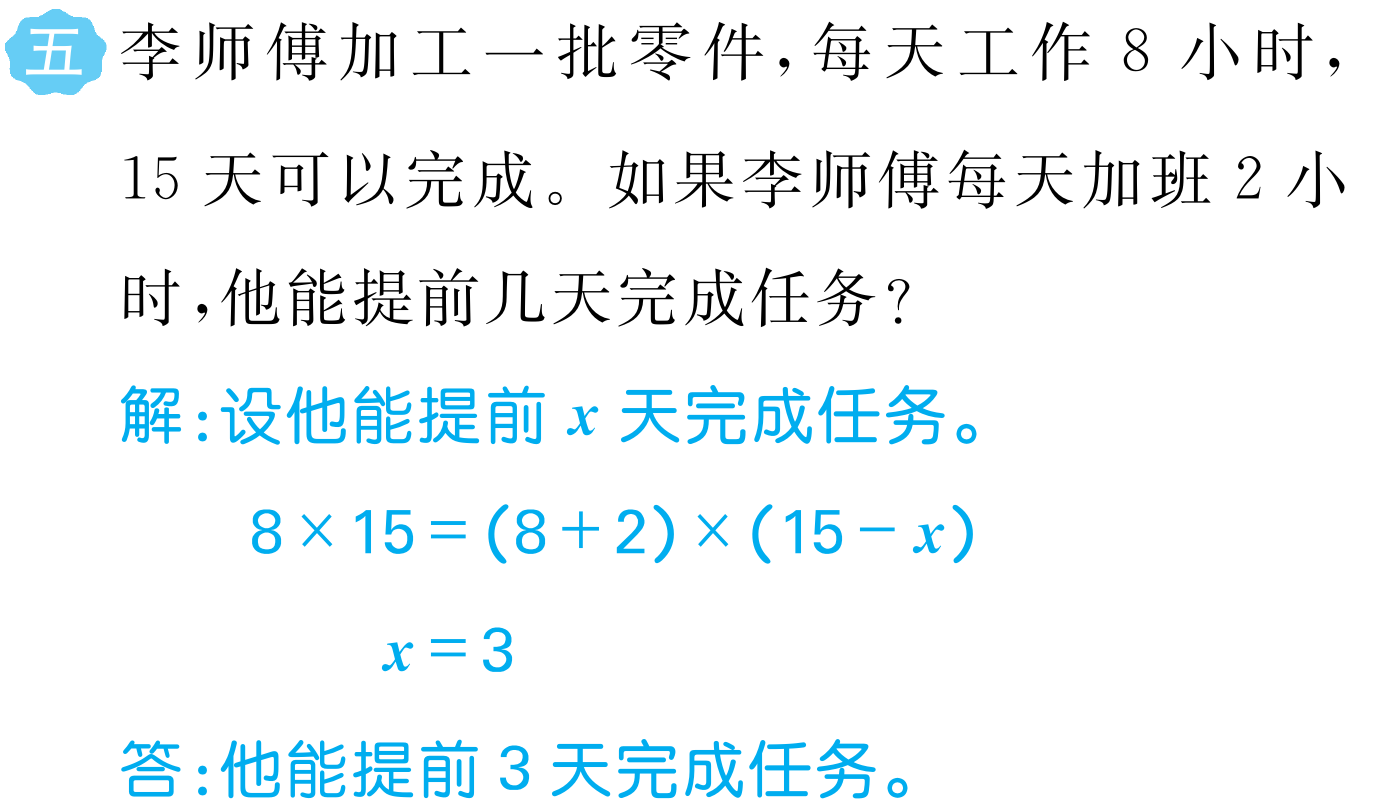 五 李师傅加工一批零件,每天工作 8 小时,
15 天可以完成。如果李师傅每天加班 2 小
时,他能提前几天完成任务?
解:设他能提前 x 天完成任务。
8×15=(8+2)×(15-x)
x=3
答:他能提前 3 天完成任务。